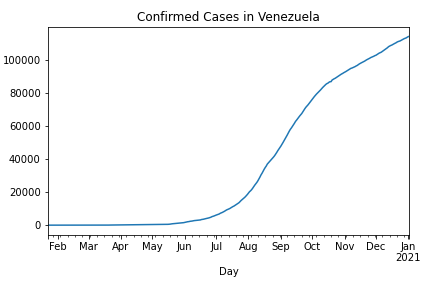 Confirmed Cases in Venezuela
100000
80000
60000
40000
20000
0
Feb Mar Apr May Jun Jul Aug Sep Oct Nov Dec Jan
2021
Day